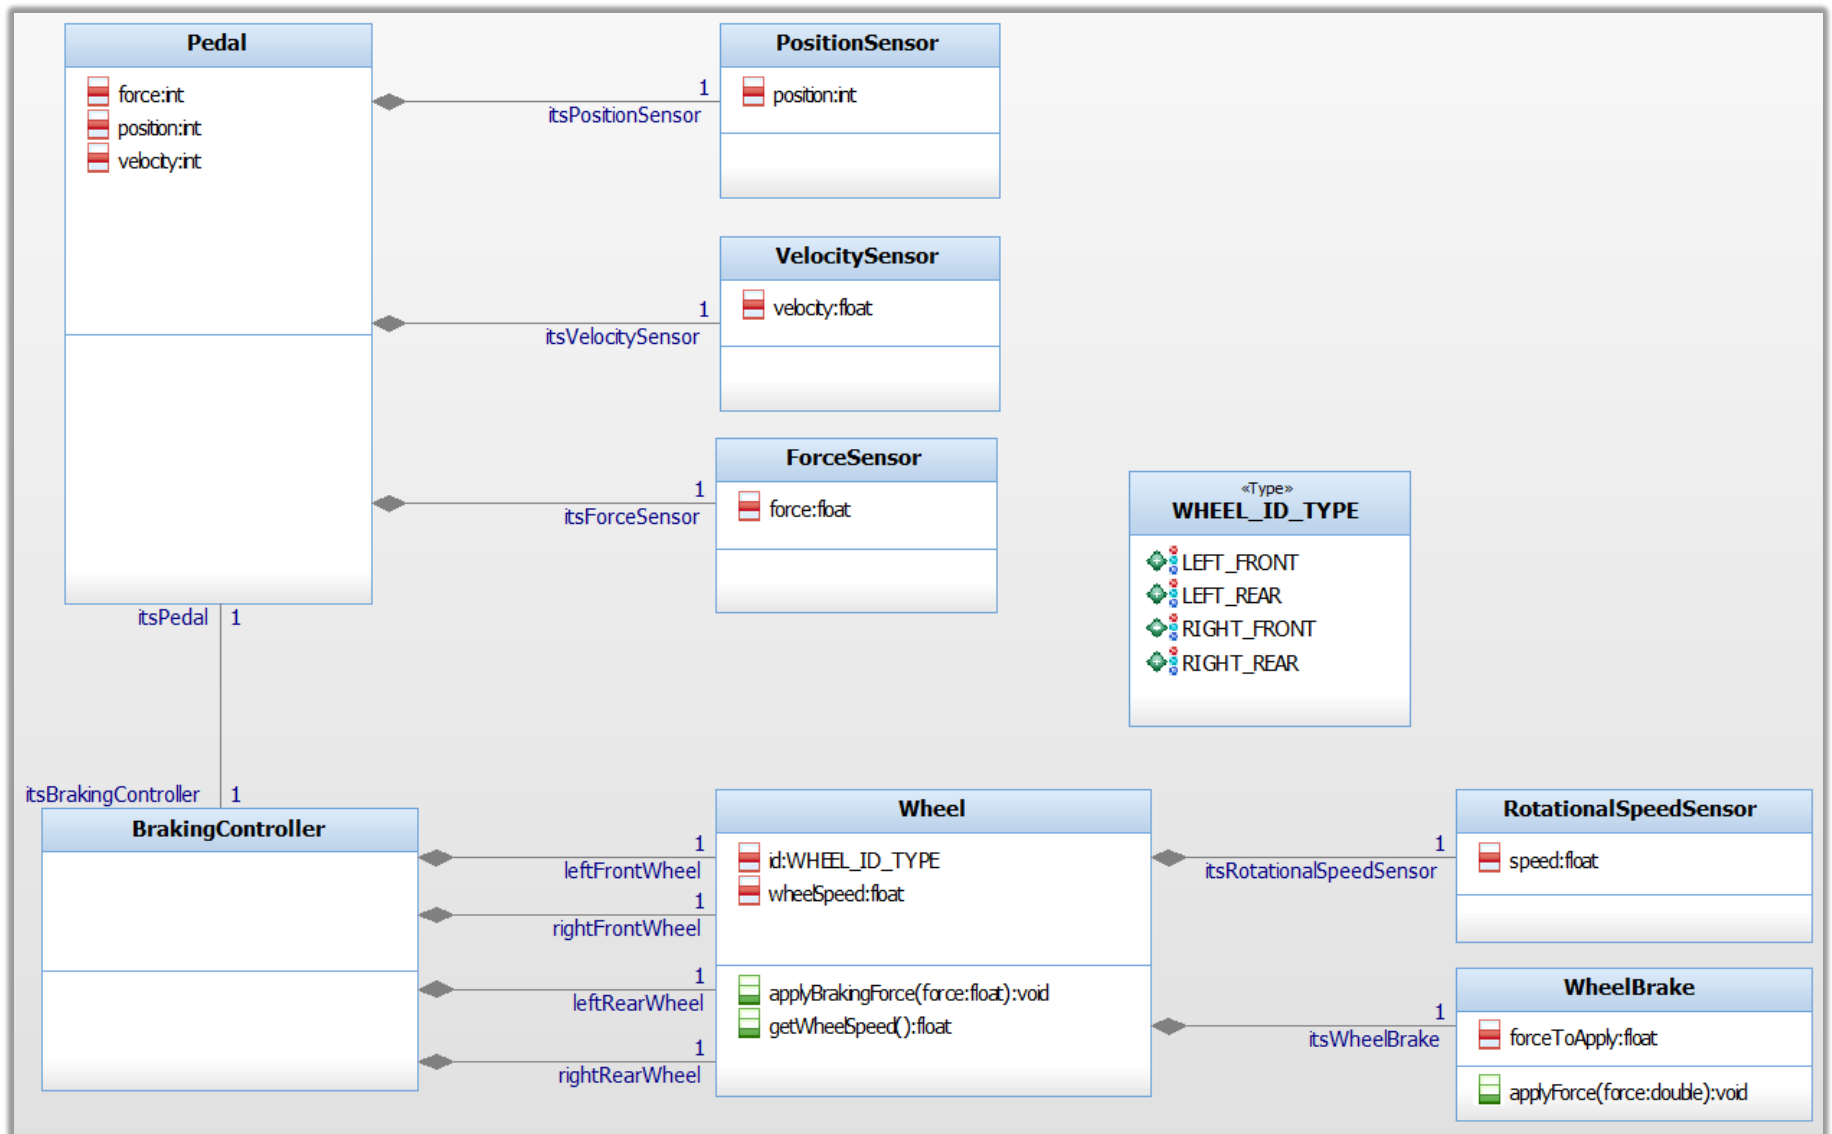 Pedal
force:int
position:int
velocity:int
1
itsPositionSensor
PositionSensor
position:int
1
itsVelocitySensor
VelocitySensor
velocity:float
1
itsForceSensor
ForceSensor
force:float
«Type»
WHEEL_ID_TYPE
LEFT_FRONT
LEFT_REAR
RIGHT_FRONT
RIGHT_REAR
itsPedal 1
itsBrakingController 1
BrakingController
1
leftFrontWheel
1
rightFrontWheel
1
leftRearWheel
1
rightRearWheel
Wheel
id:WHEEL_ID_TYPE
wheelSpeed:float
applyBrakingForce(force:float):void
getWheelSpeed():float
1
itsRotationalSpeedSensor
RotationalSpeedSensor
speed:float
1
itsWheelBrake
WheelBrake
forceToApply:float
applyForce(force:double):void